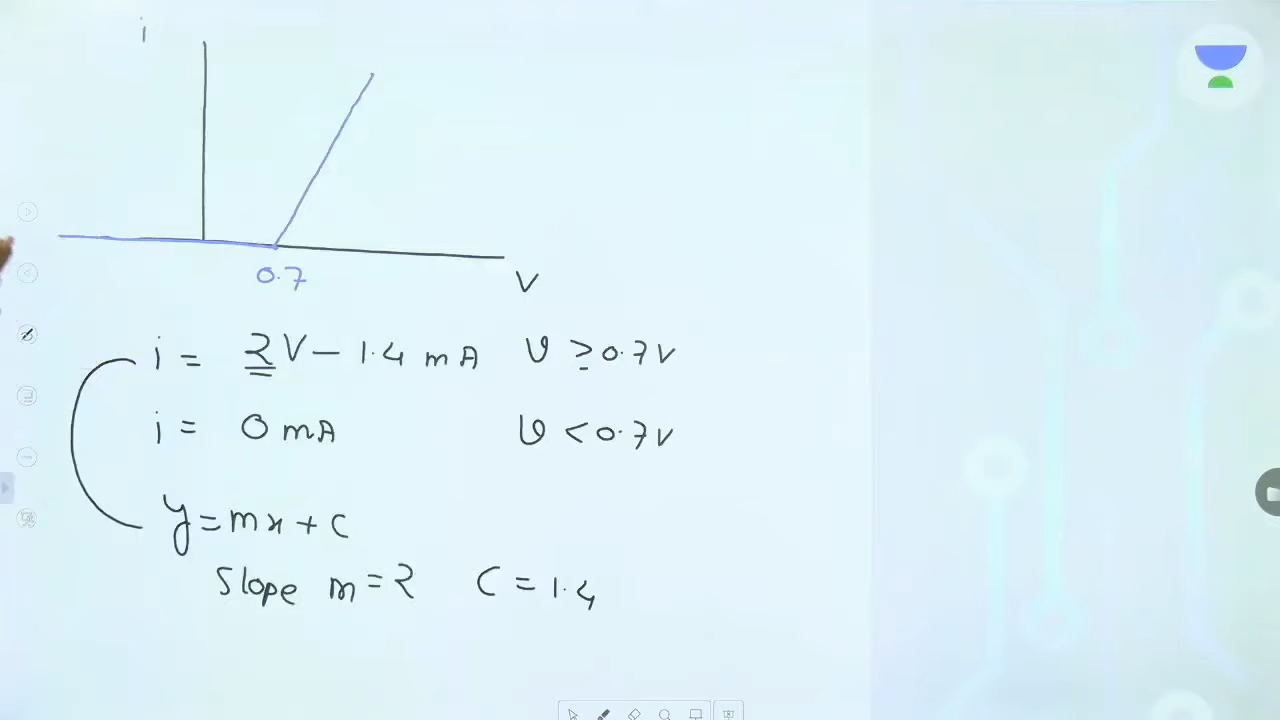 i
0.7
V
i = 2V - 1.4 mA V ≥ 0.7V
i = 0 mA V < 0.7V
y = mx + c
Slope m = 2 C = 1.4